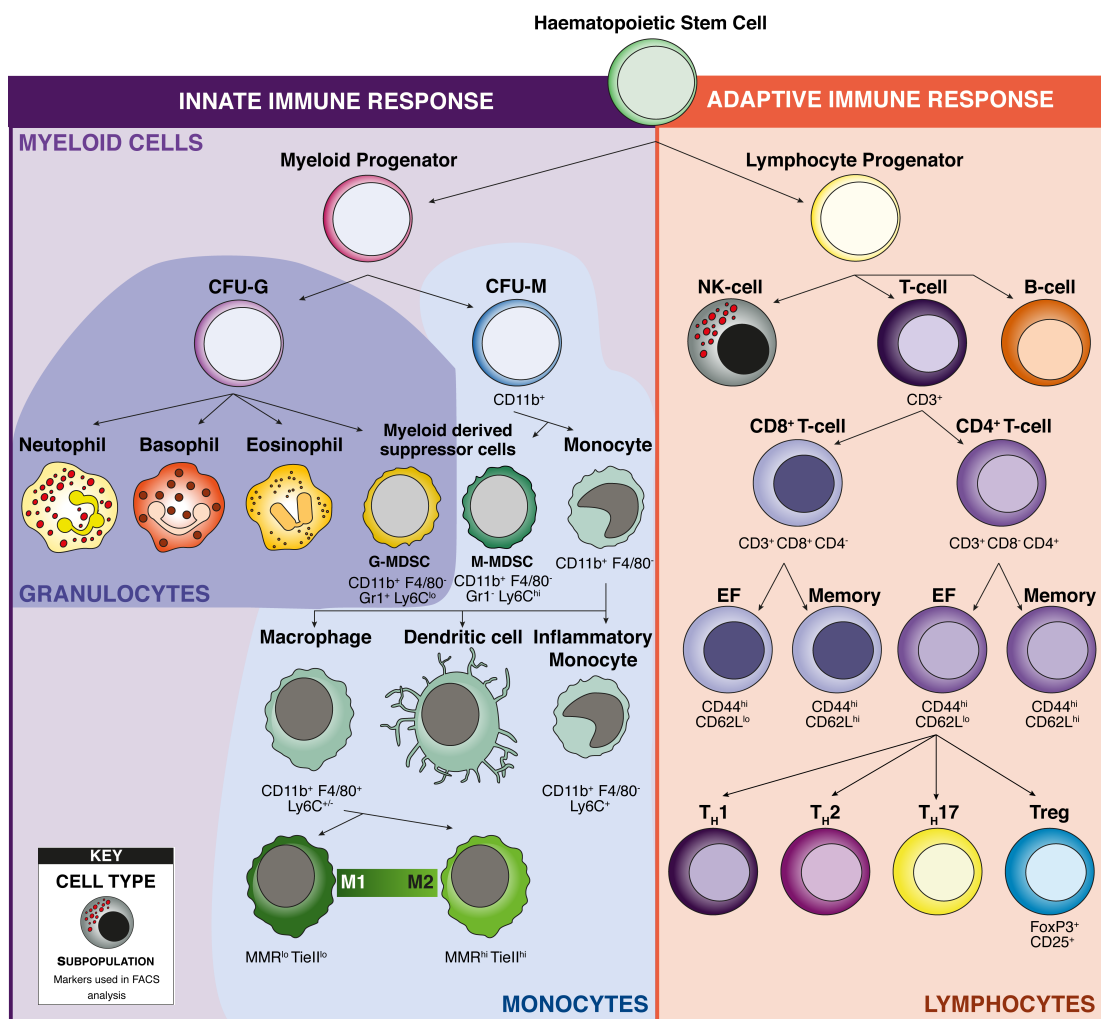 Haematopoietic Stem Cell
INNATE IMMUNE RESPONSE
ADAPTIVE IMMUNE RESPONSE
MYELOID CELLS
Myeloid Progenator
Lymphocyte Progenator
CFU-G
CFU-M
CD11b⁺
NK-cell
T-cell
B-cell
CD3⁺
Neutophil
Basophil
Eosinophil
Myeloid derived
suppressor cells
Monocyte
CD8⁺ T-cell
CD4⁺ T-cell
G-MDSC
CD11b⁺ F4/80⁻
Gr1⁺ Ly6Cˡᵒ
M-MDSC
CD11b⁺ F4/80⁻
Gr1⁻ Ly6Cʰⁱ
CD11b⁺ F4/80⁻
CD3⁺ CD8⁺ CD4⁻
CD3⁺ CD8⁻ CD4⁺
GRANULOCYTES
Macrophage
Dendritic cell
Inflammatory
Monocyte
EF
Memory
EF
Memory
CD44ʰⁱ
CD62Lˡᵒ
CD44ʰⁱ
CD62Lʰⁱ
CD44ʰⁱ
CD62Lˡᵒ
CD44ʰⁱ
CD62Lʰⁱ
CD11b⁺ F4/80⁺
Ly6C⁺/⁻
CD11b⁺ F4/80⁻
Ly6C⁺
M1
M2
MMRˡᵒ TieIIˡᵒ
MMRʰⁱ TieIIʰⁱ
TH1
TH2
TH17
Treg
FoxP3⁺
CD25⁺
KEY
CELL TYPE
SUBPOPULATION
Markers used in FACS
analysis
MONOCYTES
LYMPHOCYTES